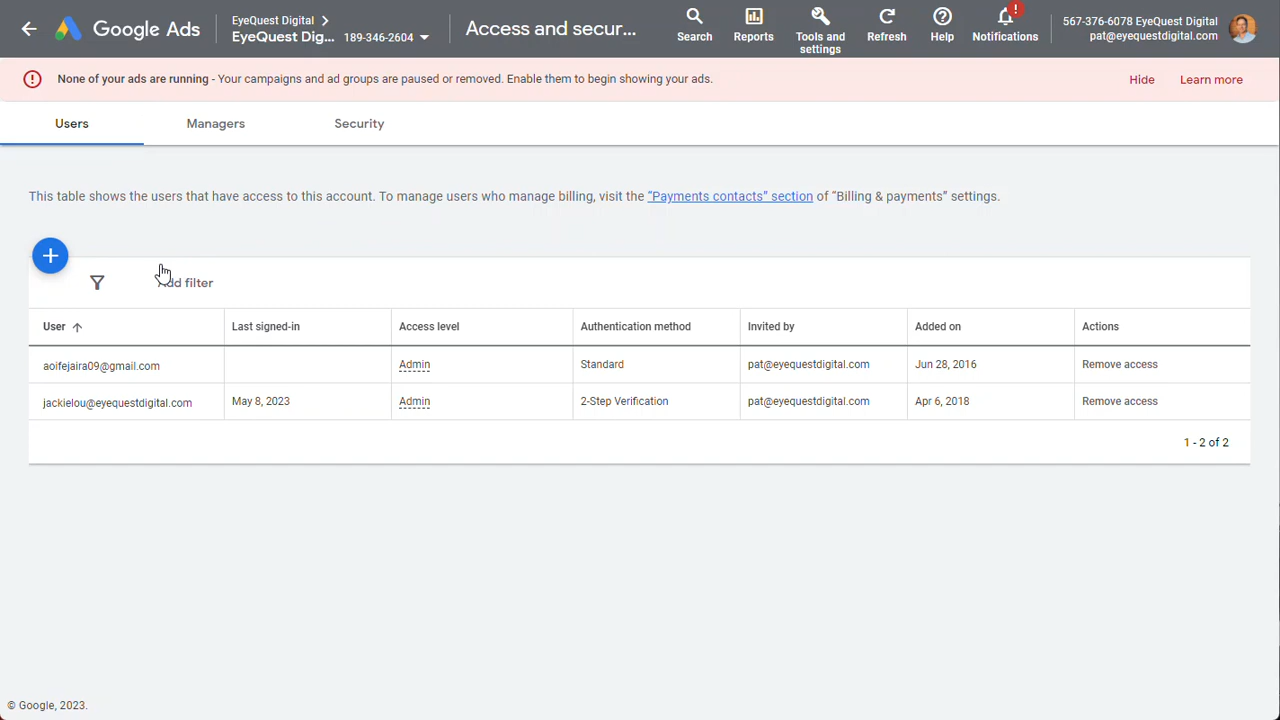 Google Ads
EyeQuest Digital
EyeQuest Dig... 189-346-2604
Access and secur...
Search
Reports
Tools and settings
Refresh
Help
!
Notifications
567-376-6078 EyeQuest Digital
pat@eyequestdigital.com
None of your ads are running - Your campaigns and ad groups are paused or removed. Enable them to begin showing your ads.
Hide
Learn more
Users
Managers
Security
This table shows the users that have access to this account. To manage users who manage billing, visit the “Payments contacts” section of “Billing & payments” settings.
Add filter
User Last signed-in Access level Authentication method Invited by Added on Actions
aoifejaira09@gmail.com Admin Standard pat@eyequestdigital.com Jun 28, 2016 Remove access
jackielou@eyequestdigital.com May 8, 2023 Admin 2-Step Verification pat@eyequestdigital.com Apr 6, 2018 Remove access
1 - 2 of 2
© Google, 2023.